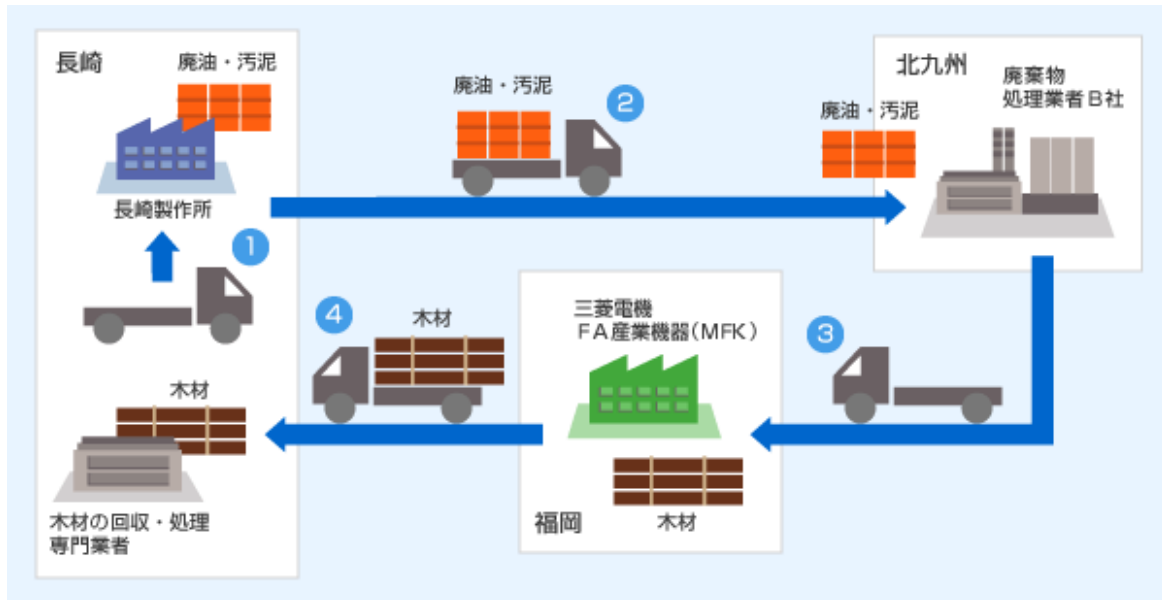 長崎
廃油・汚泥
長崎製作所
1
木材
木材の回収・処理
専門業者
廃油・汚泥
2
北九州
廃棄物
処理業者B社
廃油・汚泥
3
三菱電機
FA産業機器(MFK)
木材
福岡
4
木材